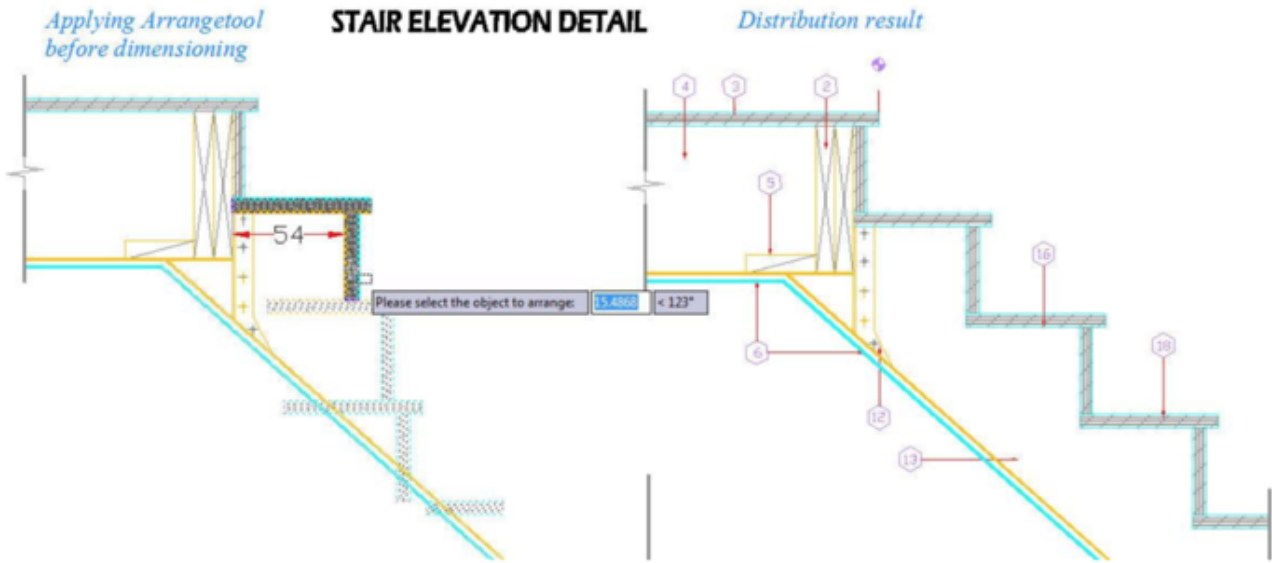 Applying Arrangetool
before dimensioning
STAIR ELEVATION DETAIL
Distribution result
4
3
2
9
54
16
Please select the object to arrange:
15.4868
< 123°
6
18
12
13